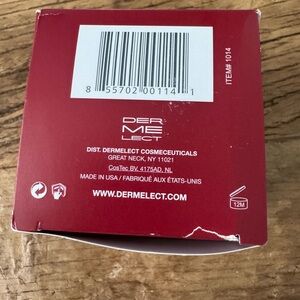 8 55702 00114 1
ITEM# 1014
DER
ME
LECT
DIST. DERMELECT COSMECEUTICALS
GREAT NECK, NY 11021
CosTec BV, 4175AD, NL
MADE IN USA / FABRIQUÉ AUX ÉTATS-UNIS
WWW.DERMELECT.COM
12M